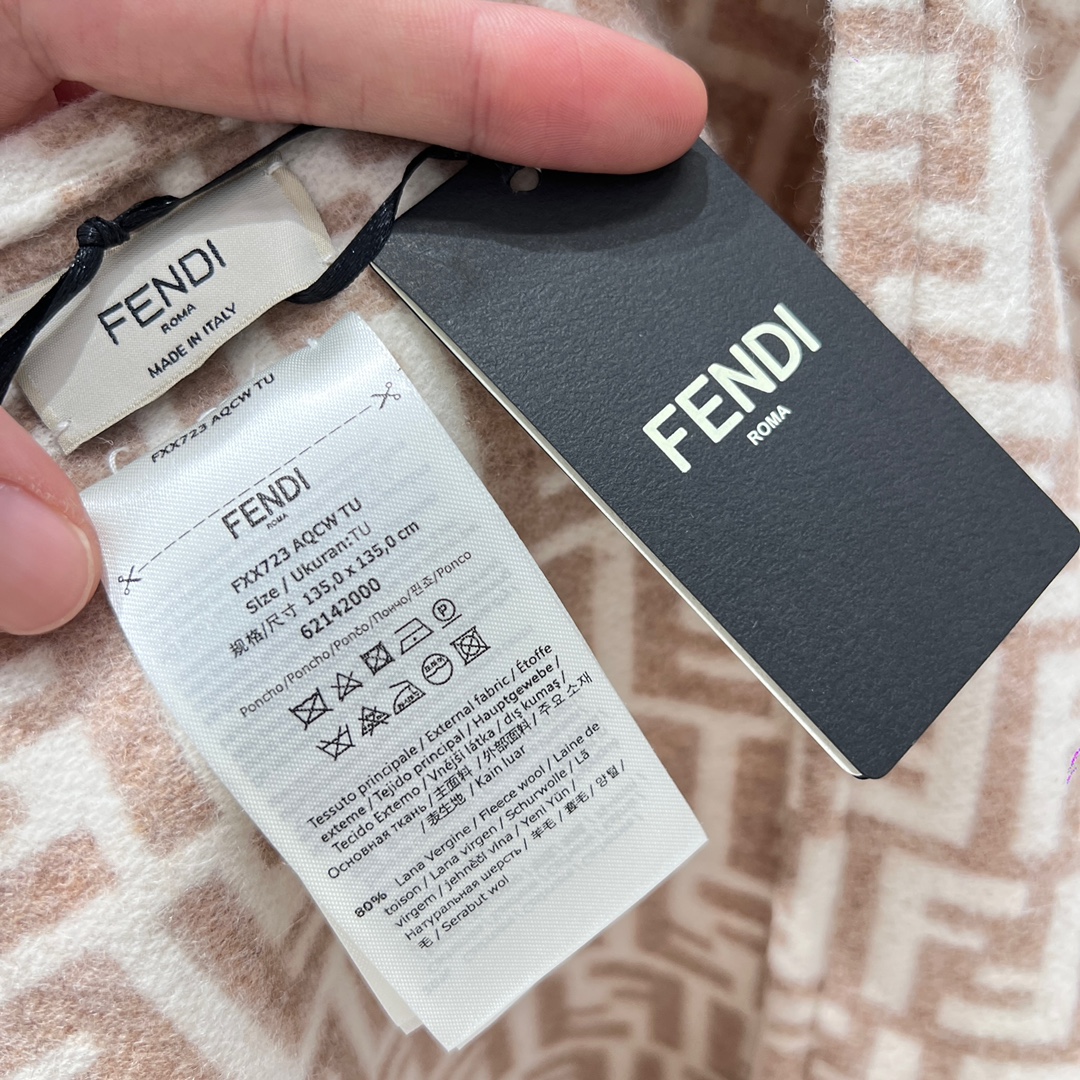 FENDI
ROMA
MADE IN ITALY
FXX723 AQCW TU
FENDI
ROMA
FXX723 AQCW TU
Size / Ukuran:TU
规格/尺寸 135,0 x 135,0 cm
62142000
Poncho/Poncho/Pončo/Пончо/판쵸/Ponco
Tessuto principale / External fabric / Étoffe
externe / Tejido principal / Hauptgewebe /
Tecido Externo / Vnější látka / dış kumaş /
Основная ткань / 主面料 / 外部面料 / 주요 소재
/ 表生地 / Kain luar
80% Lana Vergine / Fleece wool / Laine de
toison / Lana virgen / Schurwolle / Lã
virgem / jehněčí vlna / Yeni Yün /
Натуральная шерсть / 羊毛 / 舊毛 / 양털 /
毛 / Serabut wol
FENDI
ROMA